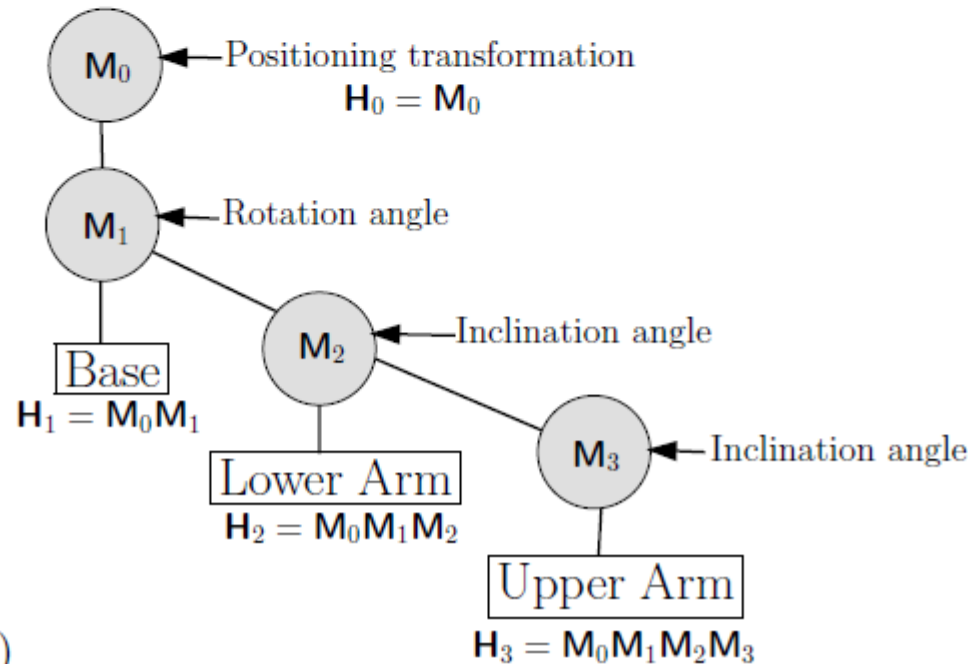 M₀
Positioning transformation
H₀ = M₀
M₁
Rotation angle
M₂
Inclination angle
Base
H₁ = M₀M₁
M₃
Inclination angle
Lower Arm
H₂ = M₀M₁M₂
Upper Arm
H₃ = M₀M₁M₂M₃
)